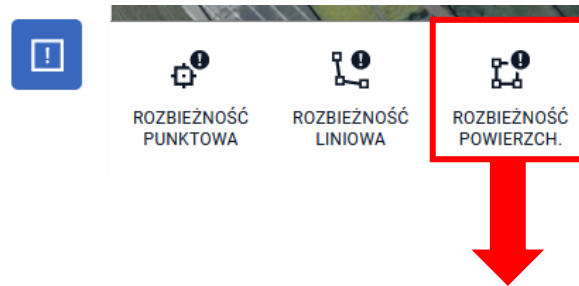 ROZBIEŻNOŚĆ
PUNKTOWA
ROZBIEŻNOŚĆ
LINIOWA
ROZBIEŻNOŚĆ
POWIERZCH.